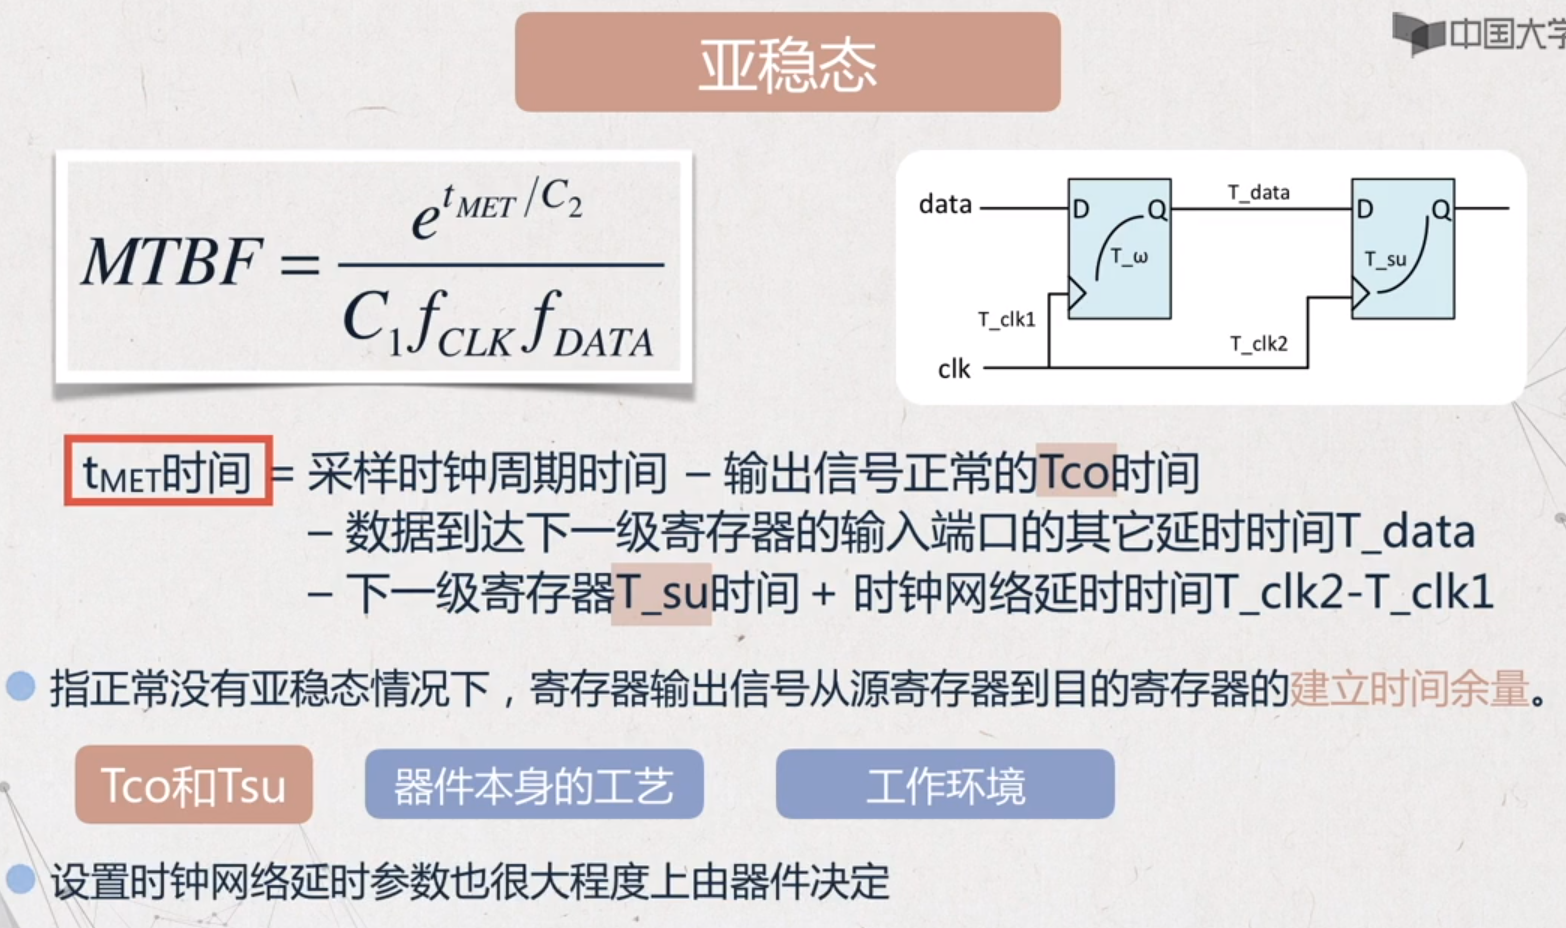 亚稳态
中国大学
MTBF = e^{t_{MET}/C_2} / C_1 f_{CLK} f_{DATA}
data
D
Q
T_data
D
Q
T_ω
T_su
T_clk1
T_clk2
clk
t_{MET}时间 = 采样时钟周期时间 – 输出信号正常的Tco时间
– 数据到达下一级寄存器的输入端口的其它延时时间T_data
– 下一级寄存器T_su时间 + 时钟网络延时时间T_clk2-T_clk1
指正常没有亚稳态情况下，寄存器输出信号从源寄存器到目的寄存器的建立时间余量。
Tco和Tsu
器件本身的工艺
工作环境
设置时钟网络延时参数也很大程度上由器件决定